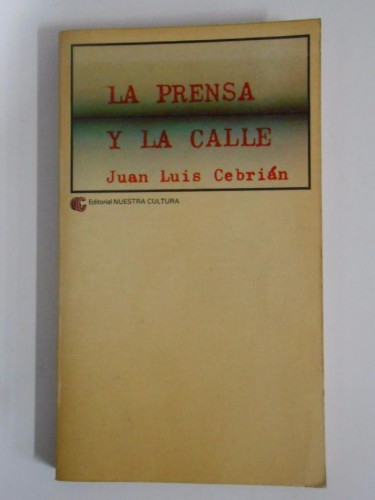 LA PRENSA
Y LA CALLE
Juan Luis Cebrián
Editorial NUESTRA CULTURA